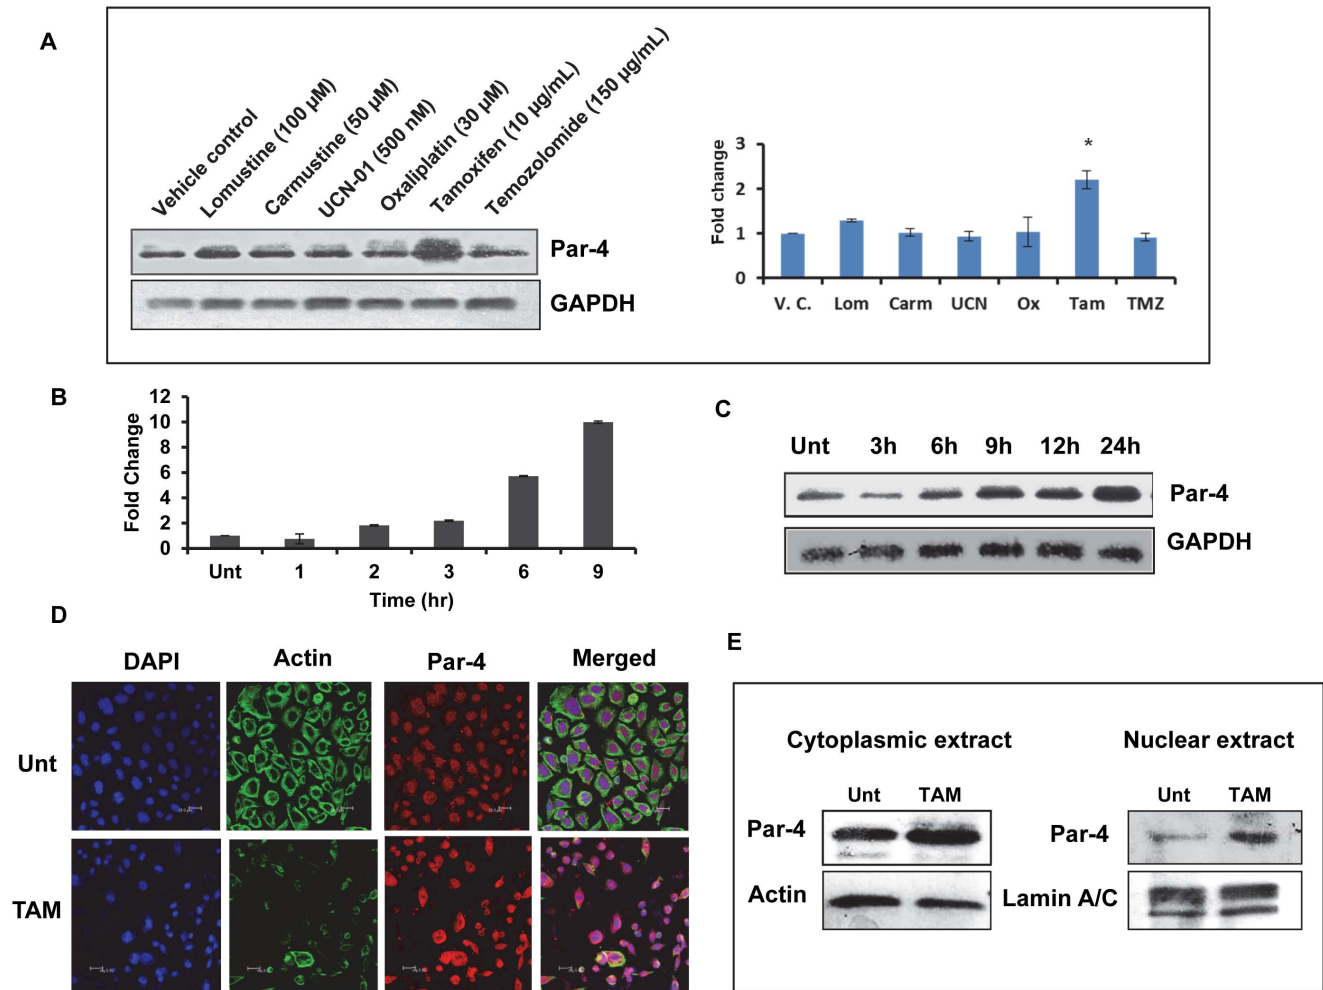 A
Vehicle control
Lomustine (100 µM)
Carmustine (50 µM)
UCN-01 (500 nM)
Oxaliplatin (30 µM)
Tamoxifen (10 µg/mL)
Temozolomide (150 µg/mL)
Par-4
GAPDH
Fold change
3
2
1
0
*
V. C. Lom Carm UCN Ox Tam TMZ
B
Fold Change
12
10
8
6
4
2
0
Unt 1 2 3 6 9
Time (hr)
C
Unt 3h 6h 9h 12h 24h
Par-4
GAPDH
D
DAPI Actin Par-4 Merged
Unt
TAM
E
Cytoplasmic extract Nuclear extract
Unt TAM Unt TAM
Par-4 Par-4
Actin Lamin A/C